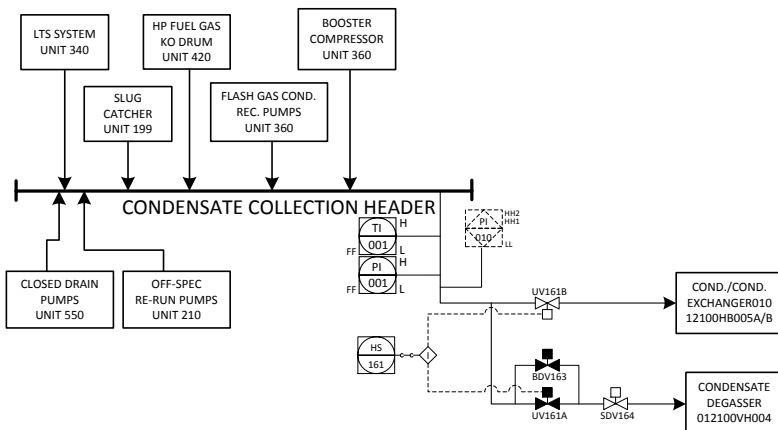 LTS SYSTEM
UNIT 340
HP FUEL GAS
KO DRUM
UNIT 420
BOOSTER
COMPRESSOR
UNIT 360
SLUG
CATCHER
UNIT 199
FLASH GAS COND.
REC. PUMPS
UNIT 360
CONDENSATE COLLECTION HEADER
CLOSED DRAIN
PUMPS
UNIT 550
OFF-SPEC
RE-RUN PUMPS
UNIT 210
TI
001
H
FF
L
PI
001
H
FF
L
PI
010
HH2
HH1
LL
UV161B
COND./COND.
EXCHANGER010
12100HB005A/B
HS
161
I
BDV163
UV161A
SDV164
CONDENSATE
DEGASSER
012100VH004